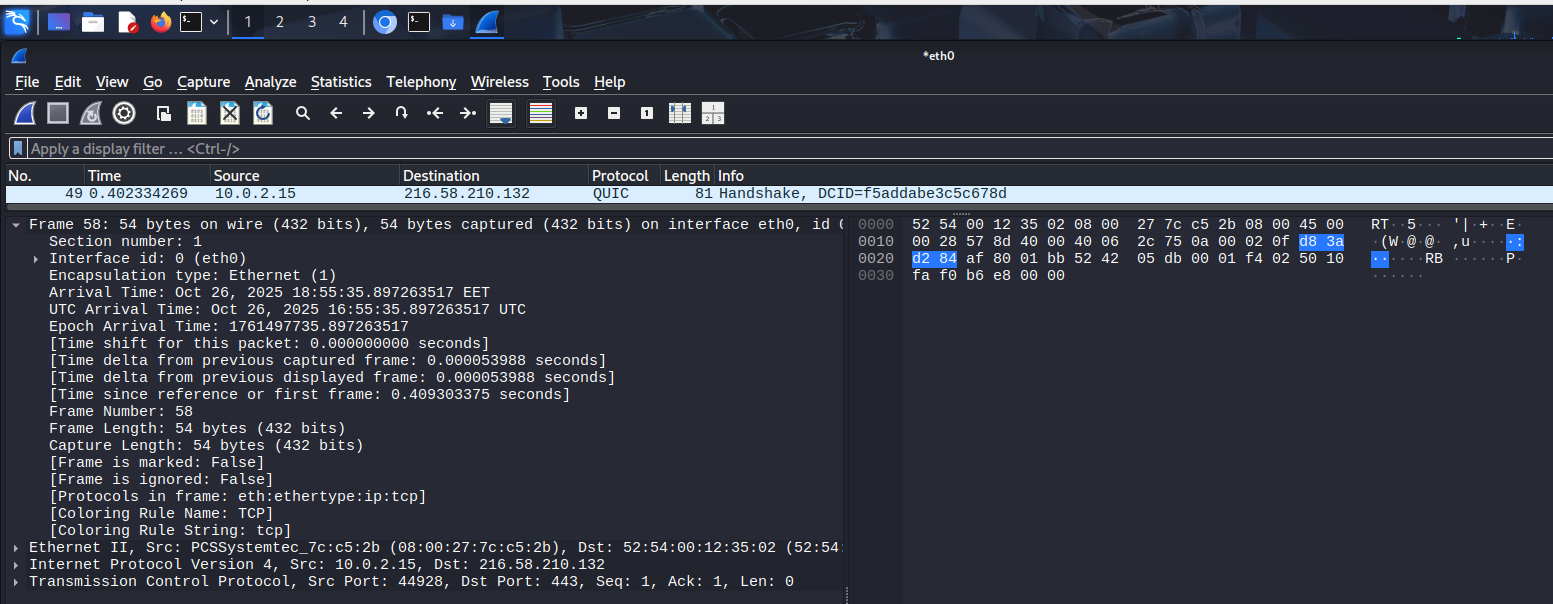 1 2 3 4
*eth0
File Edit View Go Capture Analyze Statistics Telephony Wireless Tools Help
Apply a display filter … <Ctrl-/>
No. Time Source Destination Protocol Length Info
49 0.402334269 10.0.2.15 216.58.210.132 QUIC 81 Handshake, DCID=f5addabe3c5c678d
Frame 58: 54 bytes on wire (432 bits), 54 bytes captured (432 bits) on interface eth0, id
Section number: 1
Interface id: 0 (eth0)
Encapsulation type: Ethernet (1)
Arrival Time: Oct 26, 2025 18:55:35.897263517 EET
UTC Arrival Time: Oct 26, 2025 16:55:35.897263517 UTC
Epoch Arrival Time: 1761497735.897263517
[Time shift for this packet: 0.000000000 seconds]
[Time delta from previous captured frame: 0.000053988 seconds]
[Time delta from previous displayed frame: 0.000053988 seconds]
[Time since reference or first frame: 0.409303375 seconds]
Frame Number: 58
Frame Length: 54 bytes (432 bits)
Capture Length: 54 bytes (432 bits)
[Frame is marked: False]
[Frame is ignored: False]
[Protocols in frame: eth:ethertype:ip:tcp]
[Coloring Rule Name: TCP]
[Coloring Rule String: tcp]
Ethernet II, Src: PCSSystemtec_7c:c5:2b (08:00:27:7c:c5:2b), Dst: 52:54:00:12:35:02 (52:54:
Internet Protocol Version 4, Src: 10.0.2.15, Dst: 216.58.210.132
Transmission Control Protocol, Src Port: 44928, Dst Port: 443, Seq: 1, Ack: 1, Len: 0
0000 52 54 00 12 35 02 08 00 27 7c c5 2b 08 00 45 00 RT··5··· '|·+··E·
0010 00 28 57 8d 40 00 40 06 2c 75 0a 00 02 0f d8 3a ·(W·@·@· ,u·····:
0020 d2 84 af 80 01 bb 52 42 05 db 00 01 f4 02 50 10 ······RB ······P·
0030 fa f0 b6 e8 00 00 ······